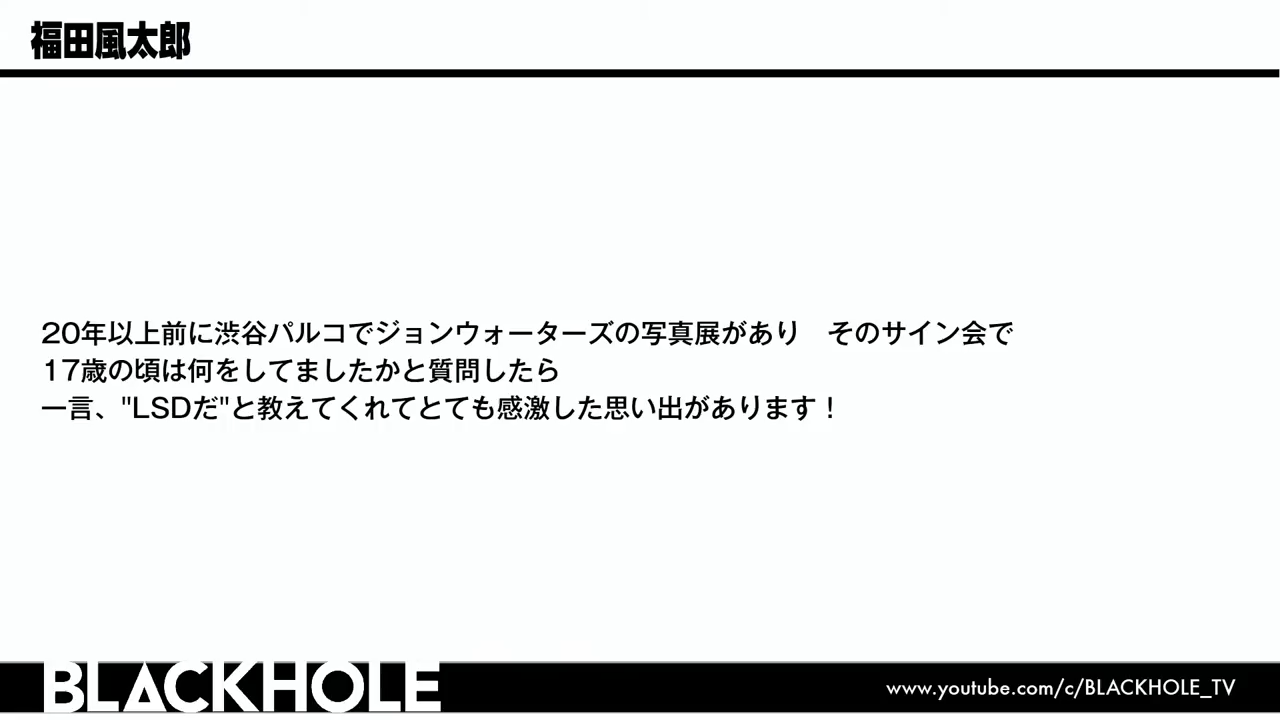 福田風太郎
20年以上前に渋谷パルコでジョンウォーターズの写真展があり　そのサイン会で
17歳の頃は何をしてましたかと質問したら
一言、"LSDだ"と教えてくれてとても感激した思い出があります！
BLACKHOLE
www.youtube.com/c/BLACKHOLE_TV